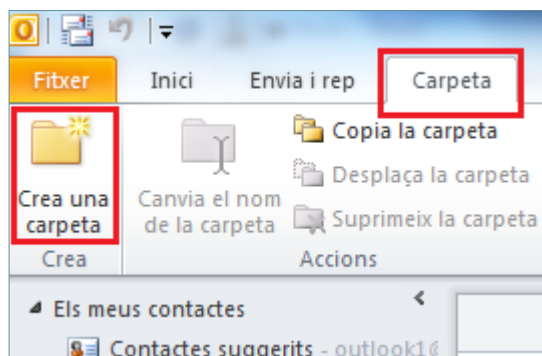 Fitxer Inici Envia i rep Carpeta
Crea una carpeta
Canvia el nom de la carpeta
Copia la carpeta
Desplaça la carpeta
Suprimeix la carpeta
Crea Accions
Els meus contactes
Contactes suggerits - outlook1@